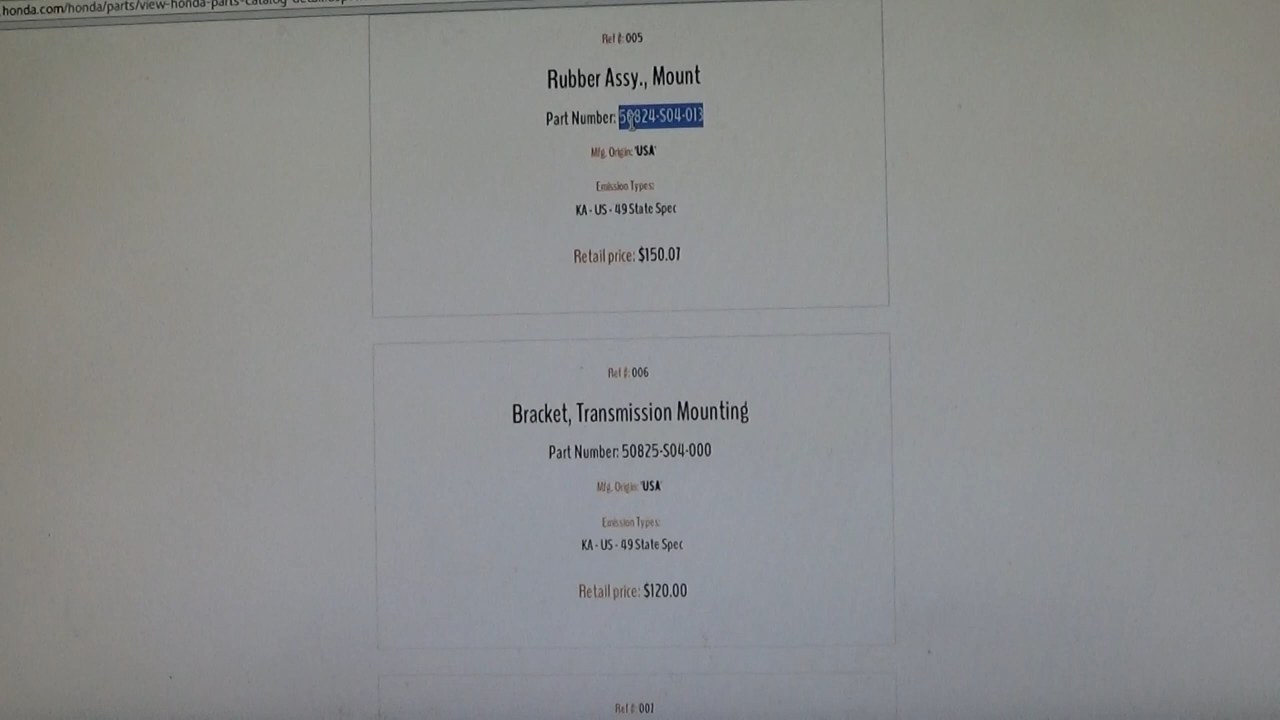 honda.com/honda/parts/view-honda-parts-catalog-
Ref #: 005
Rubber Assy., Mount
Part Number: 50824-S04-013
Mfg. Origin: 'USA'
Emission Types:
KA - US - 49 State Spec
Retail price: $150.07
Ref #: 006
Bracket, Transmission Mounting
Part Number: 50825-S04-000
Mfg. Origin: 'USA'
Emission Types:
KA - US - 49 State Spec
Retail price: $120.00
Ref #: 007